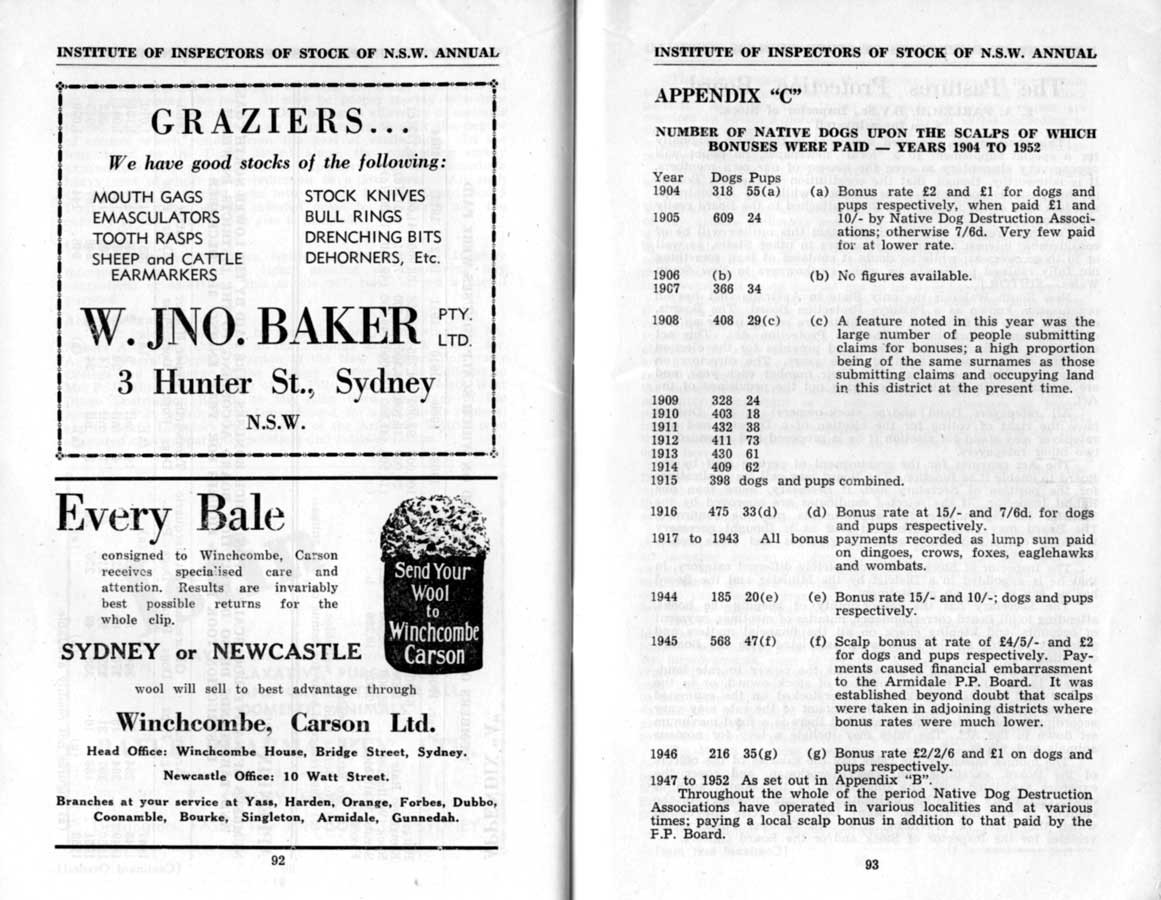 INSTITUTE OF INSPECTORS OF STOCK OF N.S.W. ANNUAL
GRAZIERS...
We have good stocks of the following:
MOUTH GAGS
EMASCULATORS
TOOTH RASPS
SHEEP and CATTLE
EARMARKERS
STOCK KNIVES
BULL RINGS
DRENCHING BITS
DEHORNERS, Etc.
W. JNO. BAKER PTY. LTD.
3 Hunter St., Sydney
N.S.W.
Every Bale
consigned to Winchcombe, Carson
receives specialised care and
attention. Results are invariably
best possible returns for the
whole clip.
Send Your
Wool
to
Winchcombe
Carson
SYDNEY or NEWCASTLE
wool will sell to best advantage through
Winchcombe, Carson Ltd.
Head Office: Winchcombe House, Bridge Street, Sydney.
Newcastle Office: 10 Watt Street.
Branches at your service at Yass, Harden, Orange, Forbes, Dubbo,
Coonamble, Bourke, Singleton, Armidale, Gunnedah.
92
INSTITUTE OF INSPECTORS OF STOCK OF N.S.W. ANNUAL
APPENDIX "C"
NUMBER OF NATIVE DOGS UPON THE SCALPS OF WHICH
BONUSES WERE PAID — YEARS 1904 TO 1952
Year Dogs Pups
1904 318 55(a) (a) Bonus rate £2 and £1 for dogs and
pups respectively, when paid £1 and
1905 609 24 10/- by Native Dog Destruction Associ-
ations; otherwise 7/6d. Very few paid
for at lower rate.
1906 (b) (b) No figures available.
1907 366 34
1908 408 29(c) (c) A feature noted in this year was the
large number of people submitting
claims for bonuses; a high proportion
being of the same surnames as those
submitting claims and occupying land
in this district at the present time.
1909 328 24
1910 403 18
1911 432 38
1912 411 73
1913 430 61
1914 409 62
1915 398 dogs and pups combined.
1916 475 33(d) (d) Bonus rate at 15/- and 7/6d. for dogs
and pups respectively.
1917 to 1943 All bonus payments recorded as lump sum paid
on dingoes, crows, foxes, eaglehawks
and wombats.
1944 185 20(e) (e) Bonus rate 15/- and 10/-; dogs and pups
respectively.
1945 568 47(f) (f) Scalp bonus at rate of £4/5/- and £2
for dogs and pups respectively. Pay-
ments caused financial embarrassment
to the Armidale P.P. Board. It was
established beyond doubt that scalps
were taken in adjoining districts where
bonus rates were much lower.
1946 216 35(g) (g) Bonus rate £2/2/6 and £1 on dogs and
pups respectively.
1947 to 1952 As set out in Appendix "B".
Throughout the whole of the period Native Dog Destruction
Associations have operated in various localities and at various
times; paying a local scalp bonus in addition to that paid by the
F.P. Board.
93